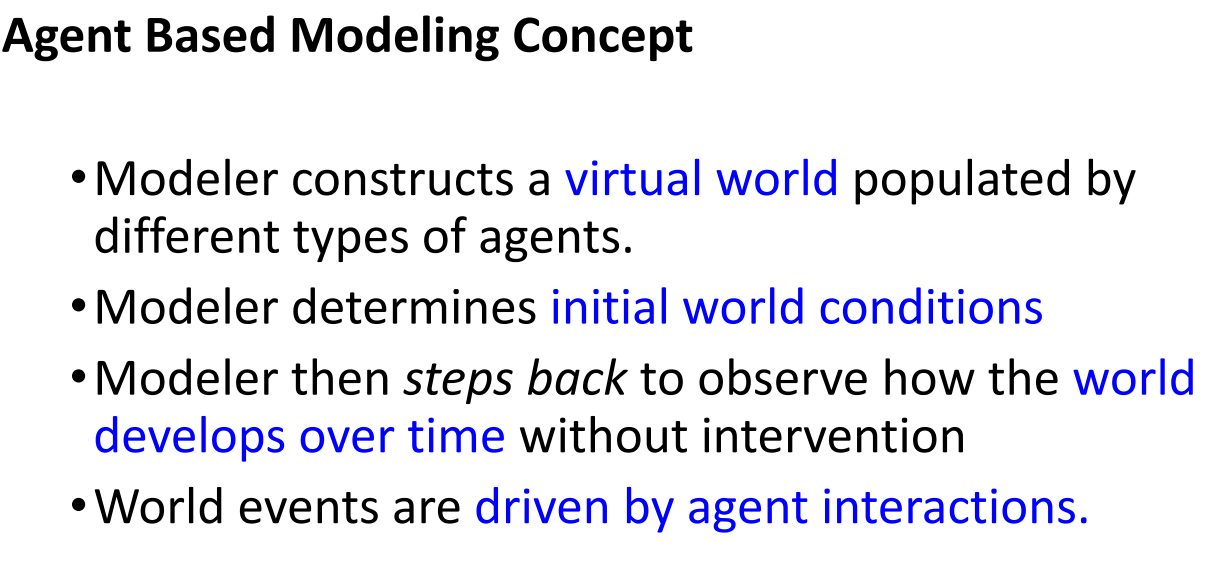 Agent Based Modeling Concept
•Modeler constructs a virtual world populated by
different types of agents.
•Modeler determines initial world conditions
•Modeler then steps back to observe how the world
develops over time without intervention
•World events are driven by agent interactions.